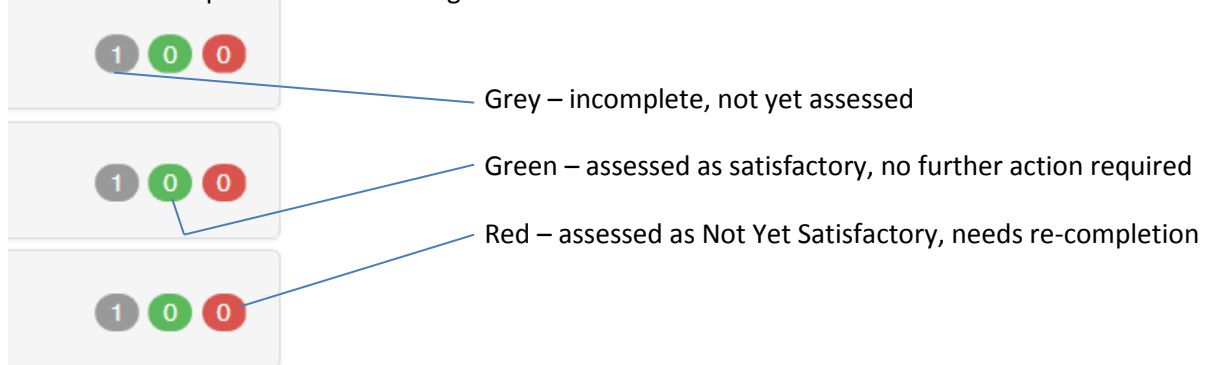 1 0 0
Grey – incomplete, not yet assessed
Green – assessed as satisfactory, no further action required
1 0 0
Red – assessed as Not Yet Satisfactory, needs re-completion
1 0 0